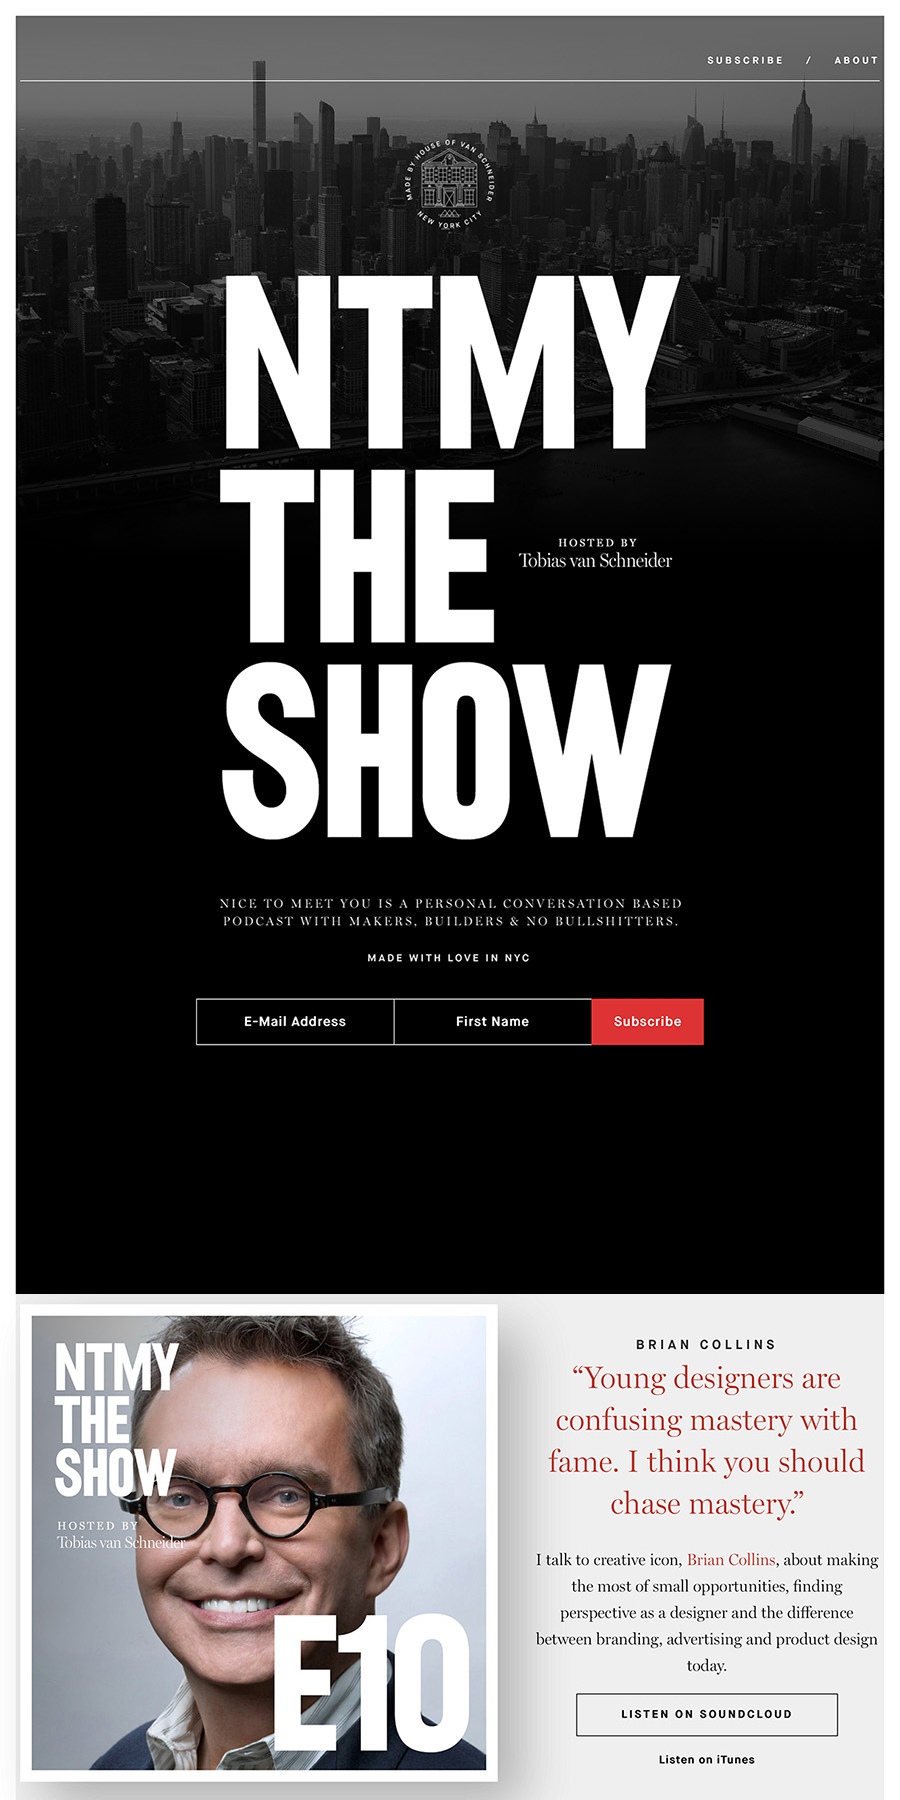 SUBSCRIBE / ABOUT
MADE BY HOUSE OF VAN SCHNEIDER
NEW YORK CITY
NTMY
THE
HOSTED BY
Tobias van Schneider
SHOW
NICE TO MEET YOU IS A PERSONAL CONVERSATION BASED
PODCAST WITH MAKERS, BUILDERS & NO BULLSHITTERS.
MADE WITH LOVE IN NYC
E-Mail Address
First Name
Subscribe
NTMY
THE
SHOW
HOSTED BY
Tobias van Schneider
E10
BRIAN COLLINS
“Young designers are
confusing mastery with
fame. I think you should
chase mastery.”
I talk to creative icon, Brian Collins, about making
the most of small opportunities, finding
perspective as a designer and the difference
between branding, advertising and product design
today.
LISTEN ON SOUNDCLOUD
Listen on iTunes